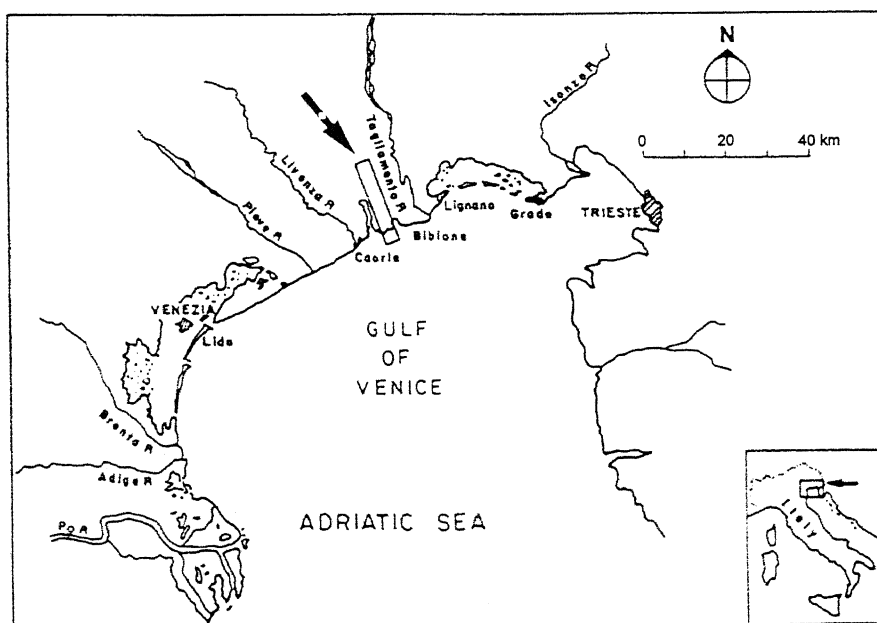 N
0 20 40 km
Isonzo R
Tagliamento R
Livenza R
Piave R
Lignano
Grado
TRIESTE
Bibione
Caorle
VENEZIA
Lido
GULF
OF
VENICE
Brenta R
Adige R
Po R
ADRIATIC SEA
Italy